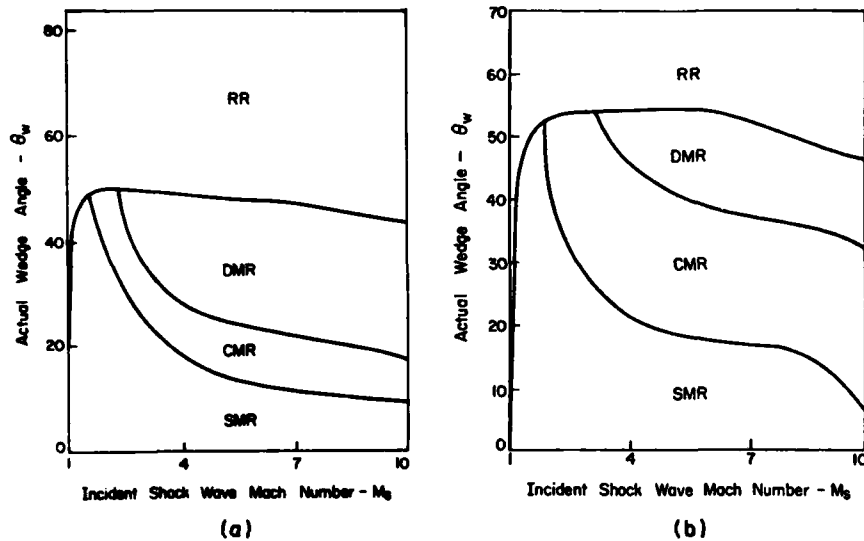 80
60
40
20
0
1
4
7
10
Actual Wedge Angle - θw
RR
DMR
CMR
SMR
Incident Shock Wave Mach Number - Ms
(a)
70
60
50
40
30
20
10
0
1
4
7
10
Actual Wedge Angle - θw
RR
DMR
CMR
SMR
Incident Shock Wave Mach Number - Ms
(b)